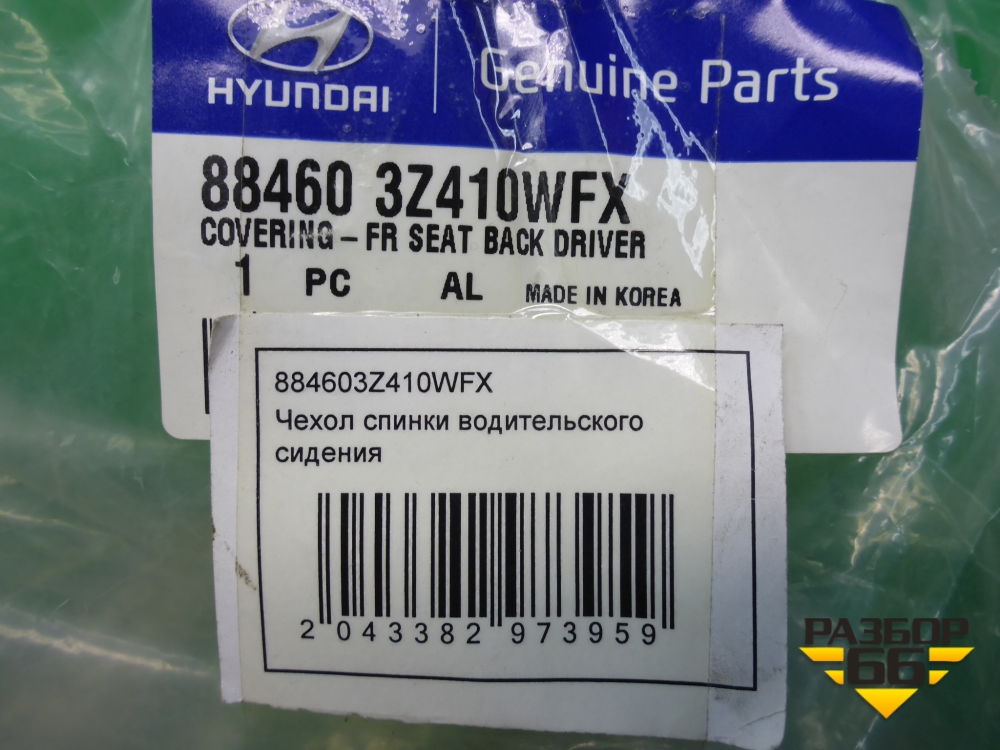 HYUNDAI
Genuine Parts
88460 3Z410WFX
COVERING - FR SEAT BACK DRIVER
1 PC AL MADE IN KOREA
884603Z410WFX
Чехол спинки водительского
сидения
2 043382 973959
РАЗБОР
66